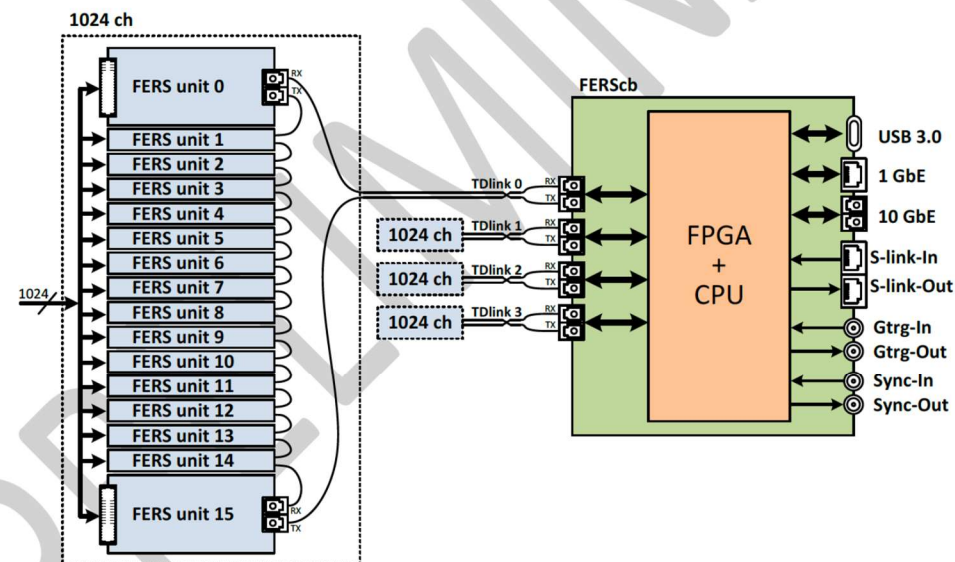 1024 ch
FERS unit 0
RX
TX
FERS unit 1
FERS unit 2
FERS unit 3
FERS unit 4
FERS unit 5
FERS unit 6
FERS unit 7
FERS unit 8
FERS unit 9
FERS unit 10
FERS unit 11
FERS unit 12
FERS unit 13
FERS unit 14
FERS unit 15
RX
TX
1024
TDlink 0
RX
TX
1024 ch
TDlink 1
RX
TX
1024 ch
TDlink 2
RX
TX
1024 ch
TDlink 3
RX
TX
FERScb
FPGA
+
CPU
USB 3.0
1 GbE
10 GbE
S-link-In
S-link-Out
Gtrg-In
Gtrg-Out
Sync-In
Sync-Out